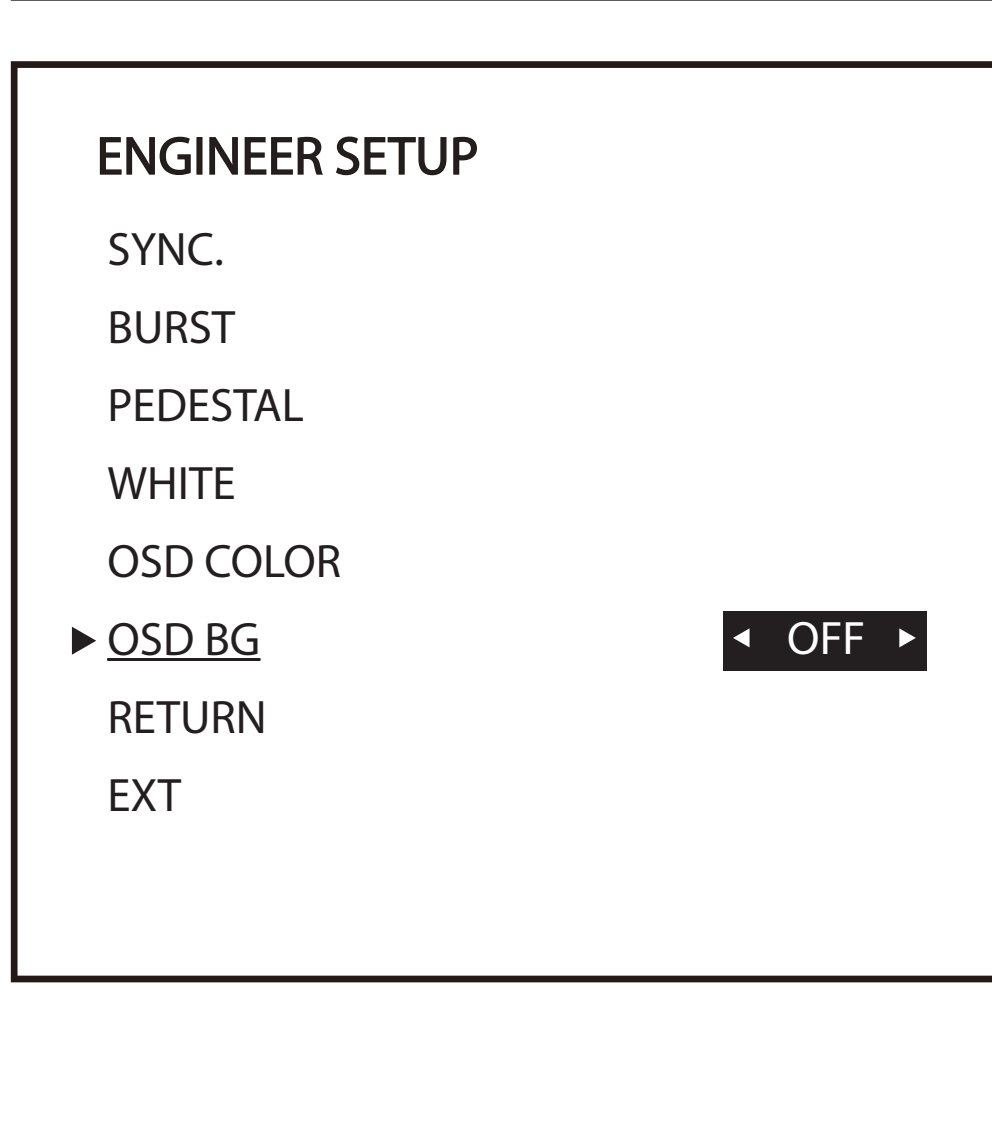 ENGINEER SETUP
SYNC.
BURST
PEDESTAL
WHITE
OSD COLOR
OSD BG OFF
RETURN
EXT